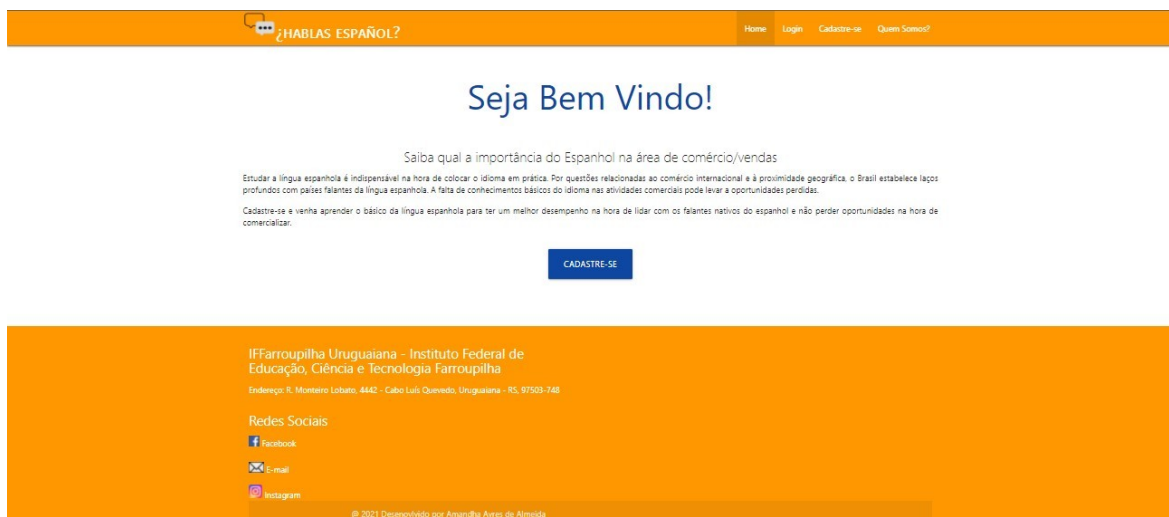 ¿HABLAS ESPAÑOL?
Home Login Cadastre-se Quem Somos?
Seja Bem Vindo!
Saiba qual a importância do Espanhol na área de comércio/vendas
Estudar a língua espanhola é indispensável na hora de colocar o idioma em prática. Por questões relacionadas ao comércio internacional e à proximidade geográfica, o Brasil estabelece laços
profundos com países falantes da língua espanhola. A falta de conhecimentos básicos do idioma nas atividades comerciais pode levar a oportunidades perdidas.
Cadastre-se e venha aprender o básico da língua espanhola para ter um melhor desempenho na hora de lidar com os falantes nativos do espanhol e não perder oportunidades na hora de
comercializar.
CADASTRE-SE
IFFarroupilha Uruguaiana - Instituto Federal de
Educação, Ciência e Tecnologia Farroupilha
Endereço: R. Monteiro Lobato, 4442 - Cabo Luís Quevedo, Uruguaiana - RS, 97503-748
Redes Sociais
Facebook
E-mail
Instagram
@ 2021 Desenovlvido por Amandha Ayres de Almeida